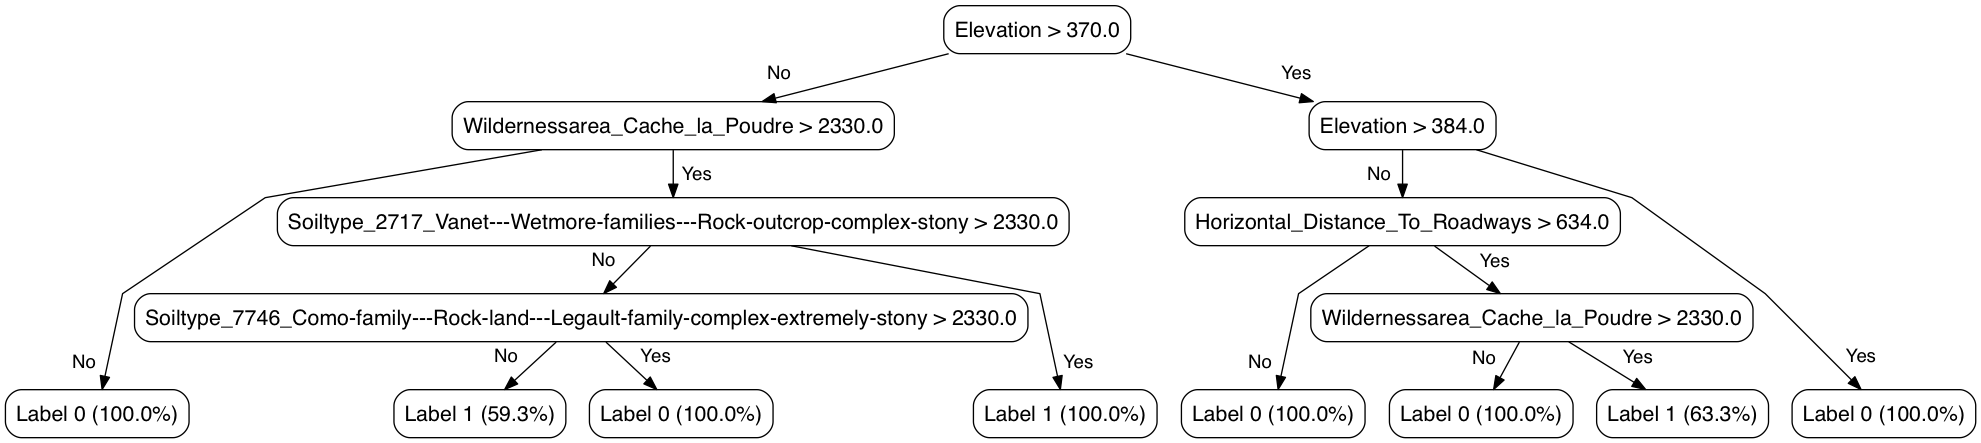 Elevation > 370.0
No
Yes
Wildernessarea_Cache_la_Poudre > 2330.0
Elevation > 384.0
Yes
No
Soiltype_2717_Vanet---Wetmore-families---Rock-outcrop-complex-stony > 2330.0
Horizontal_Distance_To_Roadways > 634.0
No
Yes
Soiltype_7746_Como-family---Rock-land---Legault-family-complex-extremely-stony > 2330.0
Wildernessarea_Cache_la_Poudre > 2330.0
No
No
Yes
Yes
No
No
Yes
Yes
Label 0 (100.0%)
Label 1 (59.3%)
Label 0 (100.0%)
Label 1 (100.0%)
Label 0 (100.0%)
Label 0 (100.0%)
Label 1 (63.3%)
Label 0 (100.0%)